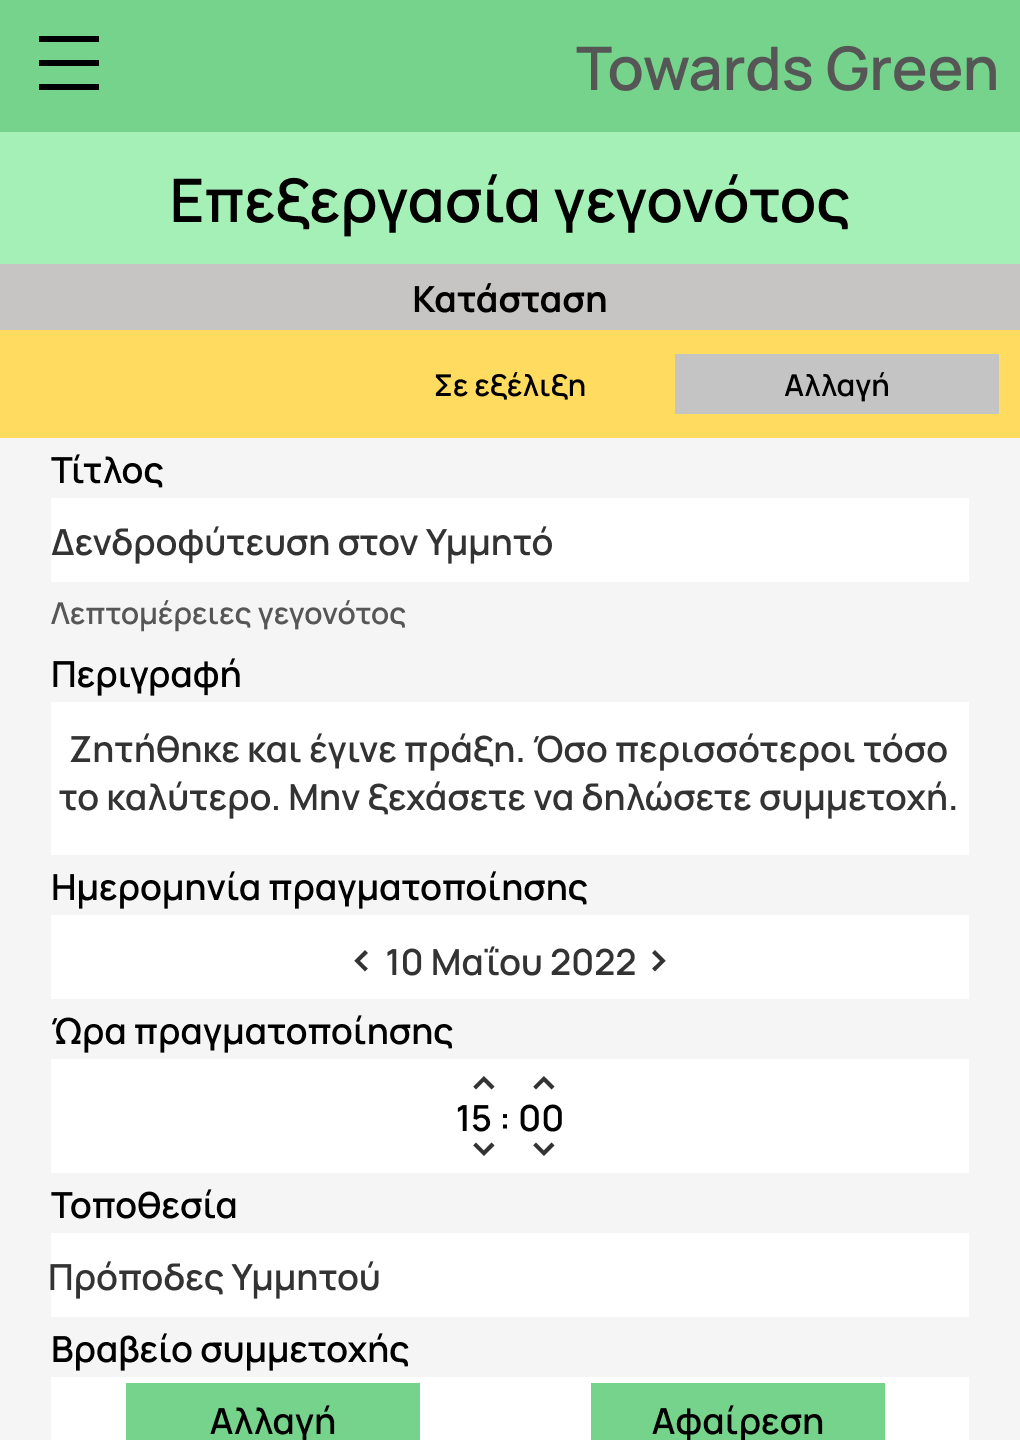 Towards Green
Επεξεργασία γεγονότος
Κατάσταση
Σε εξέλιξη
Αλλαγή
Τίτλος
Δενδροφύτευση στον Υμμητό
Λεπτομέρειες γεγονότος
Περιγραφή
Ζητήθηκε και έγινε πράξη. Όσο περισσότεροι τόσο
το καλύτερο. Μην ξεχάσετε να δηλώσετε συμμετοχή.
Ημερομηνία πραγματοποίησης
10 Μαΐου 2022
Ώρα πραγματοποίησης
15 : 00
Τοποθεσία
Πρόποδες Υμμητού
Βραβείο συμμετοχής
Αλλαγή
Αφαίρεση